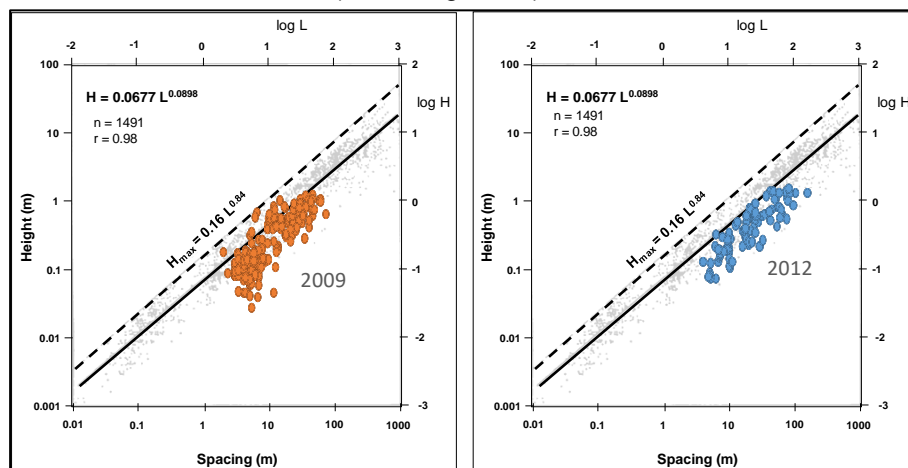 log L
-2 -1 0 1 2 3
100 2
H = 0.0677 L^0.0898
n = 1491
r = 0.98
log H
10 1
1 0
H_max = 0.16 L^0.84
0.1 -1
2009
0.01 -2
0.001 -3
Height (m)
0.01 0.1 1 10 100 1000
Spacing (m)
log L
-2 -1 0 1 2 3
100 2
H = 0.0677 L^0.0898
n = 1491
r = 0.98
log H
10 1
1 0
H_max = 0.16 L^0.84
0.1 -1
2012
0.01 -2
0.001 -3
Height (m)
0.01 0.1 1 10 100 1000
Spacing (m)